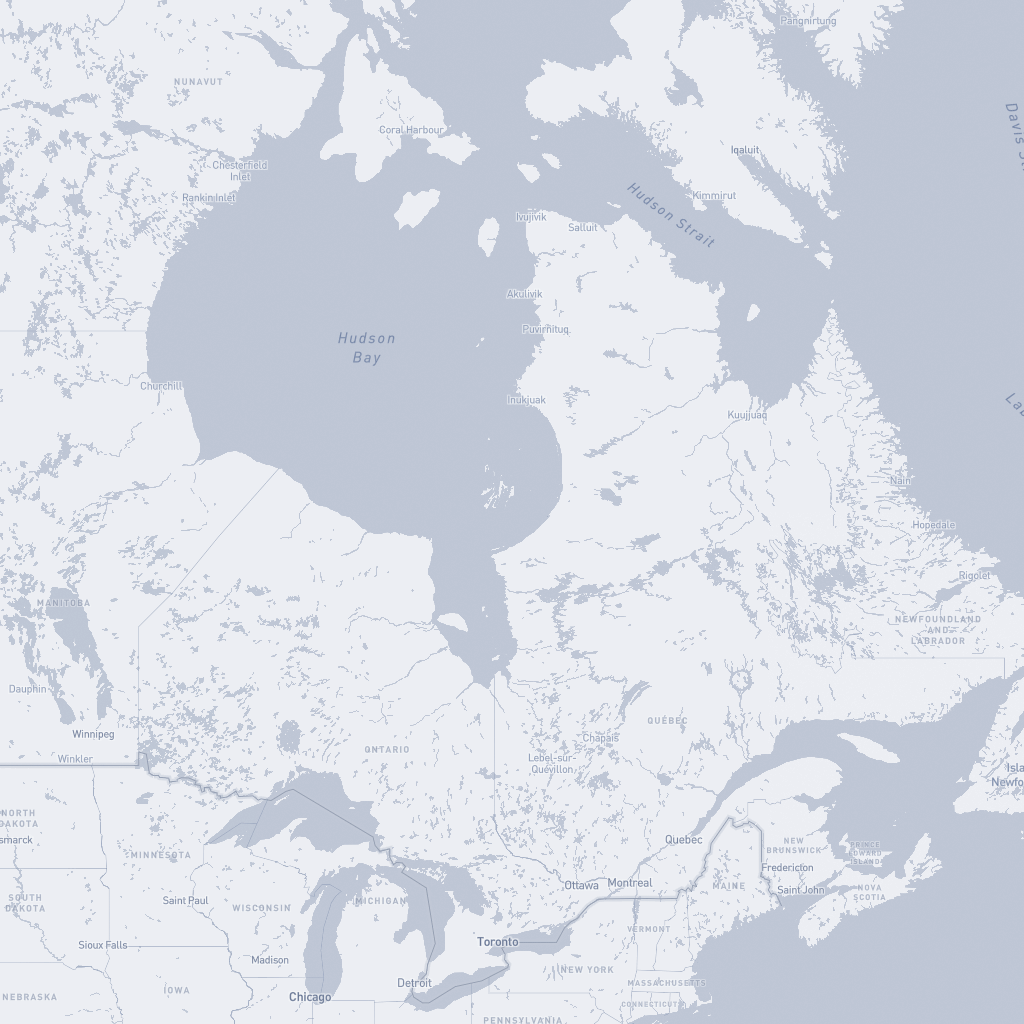 Pangnirtung
NUNAVUT
Davis St
Coral Harbour
Iqaluit
Chesterfield
Inlet
Rankin Inlet
Kimmirut
Hudson Strait
Ivujivik
Salluit
Akulivik
Puvirnituq
Hudson
Bay
Churchill
Inukjuak
La
Kuujjuaq
Nain
Hopedale
Rigolet
MANITOBA
NEWFOUNDLAND
AND
LABRADOR
Dauphin
QUÉBEC
Winnipeg
Chapais
ONTARIO
Winkler
Lebel-sur-
Quévillon
Isla
Newfo
NORTH
DAKOTA
smarck
Quebec
NEW
BRUNSWICK
PRINCE
EDWARD
ISLAND
MINNESOTA
Fredericton
Ottawa
Montreal
MAINE
Saint John
NOVA
SCOTIA
SOUTH
DAKOTA
Saint Paul
WISCONSIN
MICHIGAN
VERMONT
Sioux Falls
Toronto
Madison
NEW YORK
Detroit
MASSACHUSETTS
NEBRASKA
IOWA
Chicago
CONNECTICUT
PENNSYLVANIA